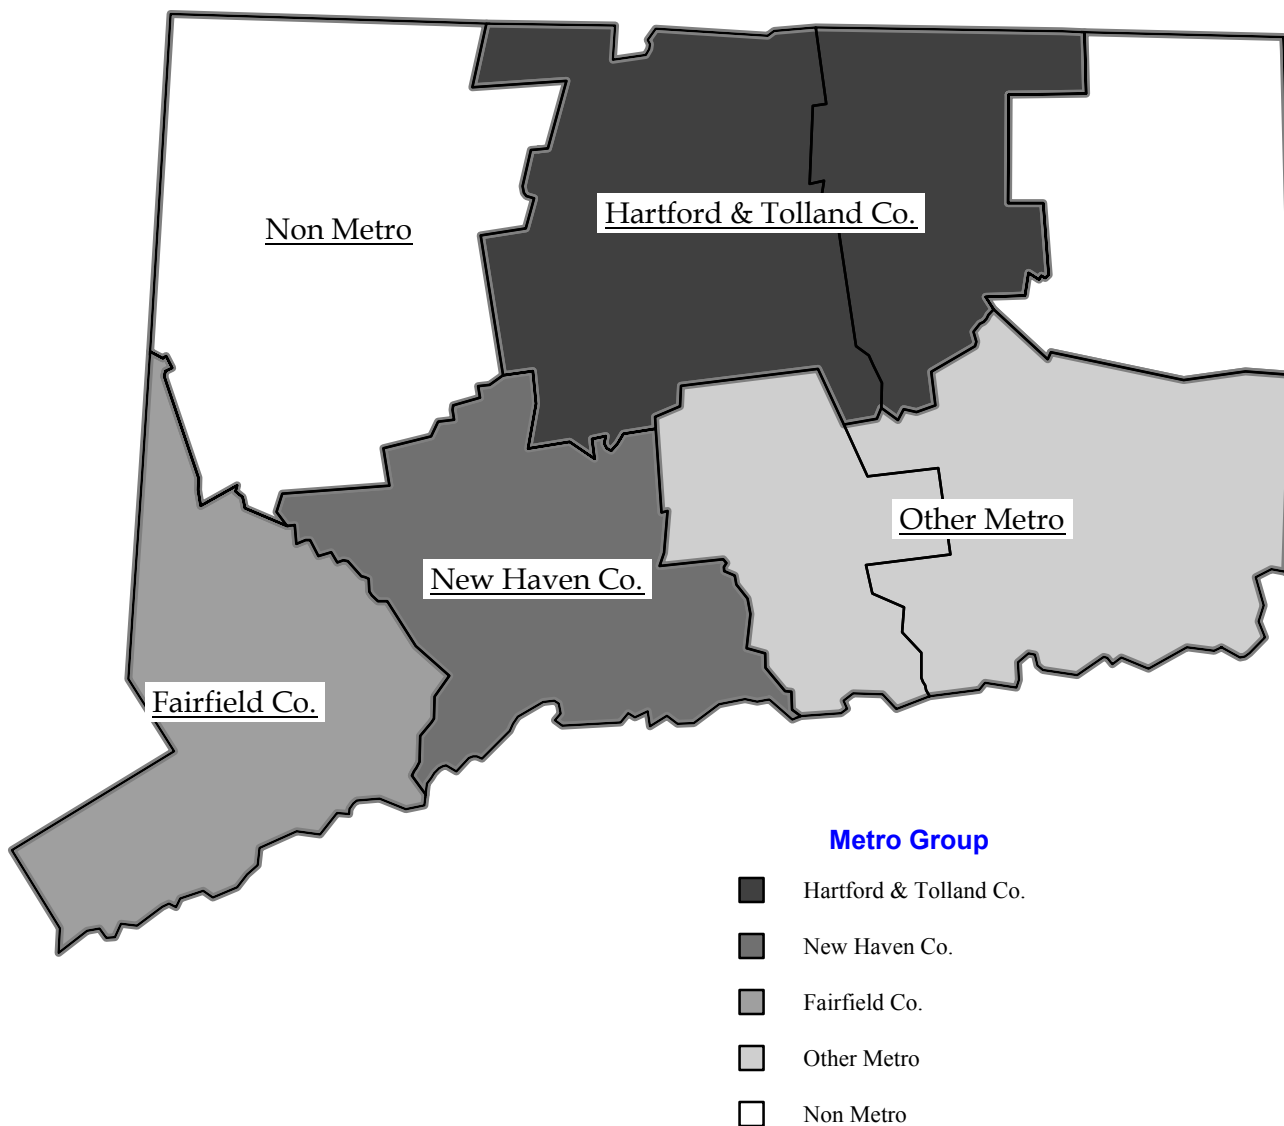 Hartford & Tolland Co.
Non Metro
Other Metro
New Haven Co.
Fairfield Co.
Metro Group
Hartford & Tolland Co.
New Haven Co.
Fairfield Co.
Other Metro
Non Metro